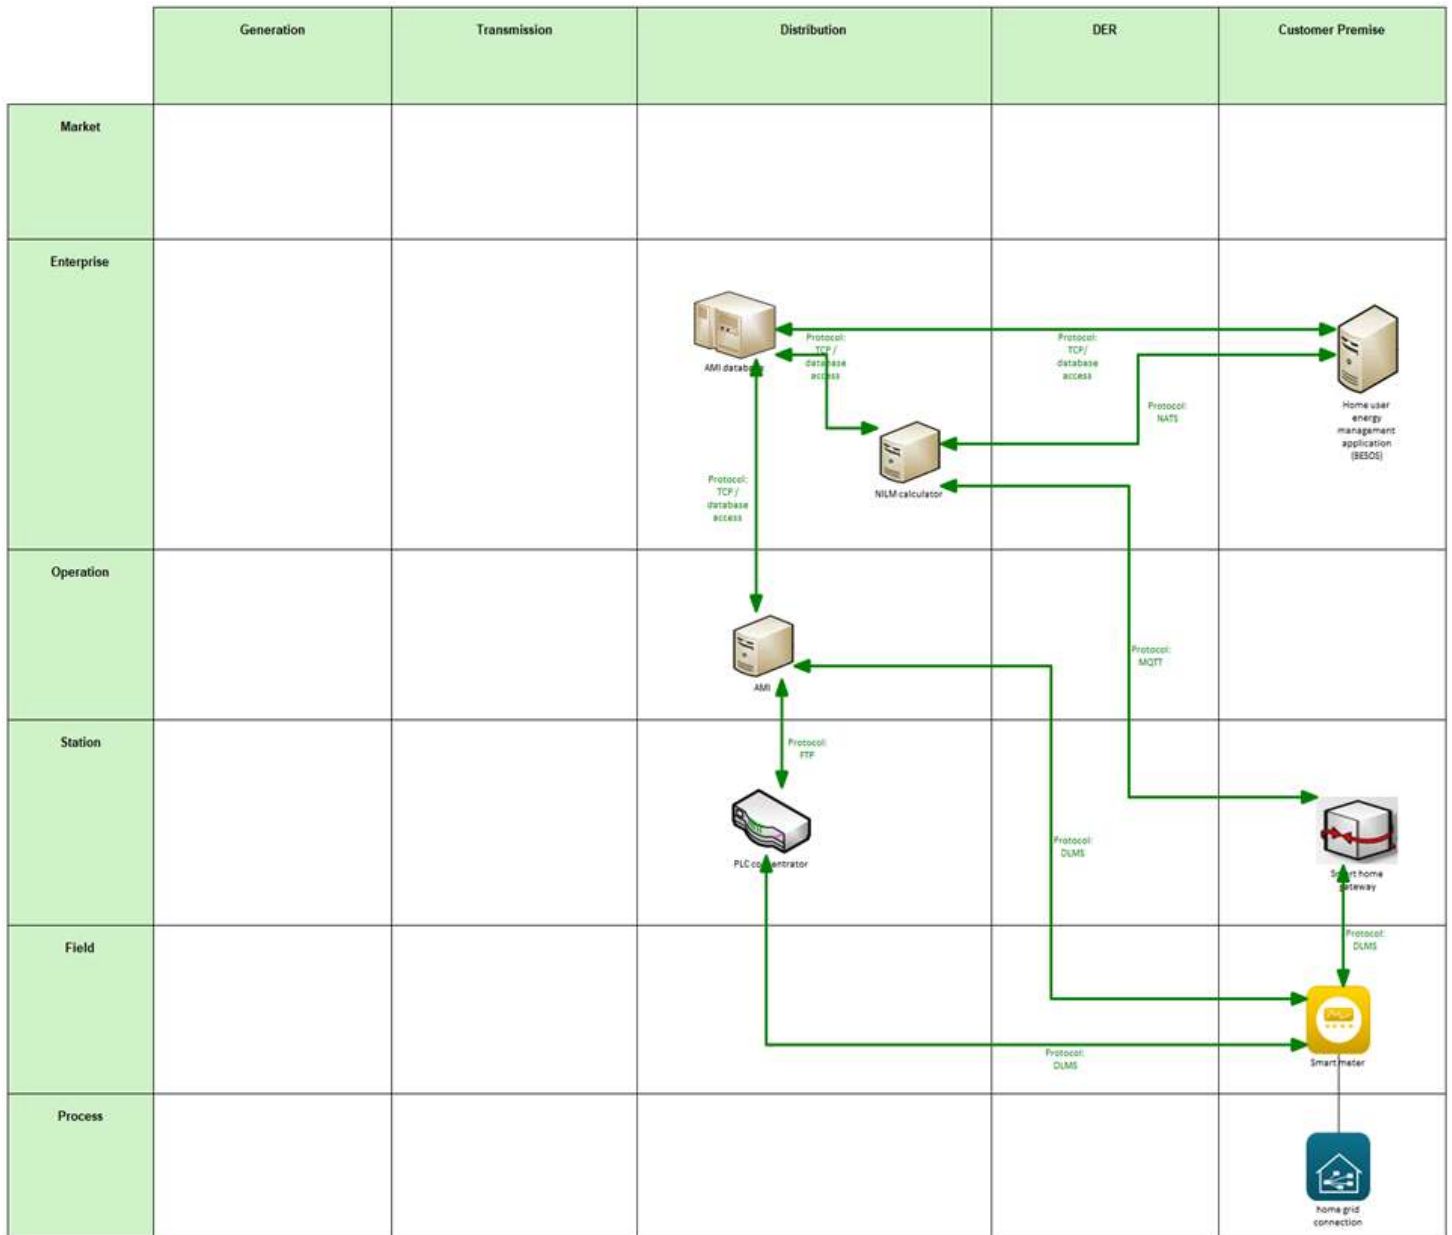 Generation
Transmission
Distribution
DER
Customer Premise
Market
Enterprise
AMI database
Protocol:
TCP /
database
access
Protocol:
TCP/
database
access
Protocol:
NATS
Home user
energy
management
application
(BESOS)
NILM calculator
Protocol:
TCP /
database
access
Operation
AMI
Protocol:
MQTT
Station
Protocol:
FTP
PLC concentrator
Protocol:
DLMS
Smart home
gateway
Field
Protocol:
DLMS
Protocol:
DLMS
Smart meter
Process
home grid
connection